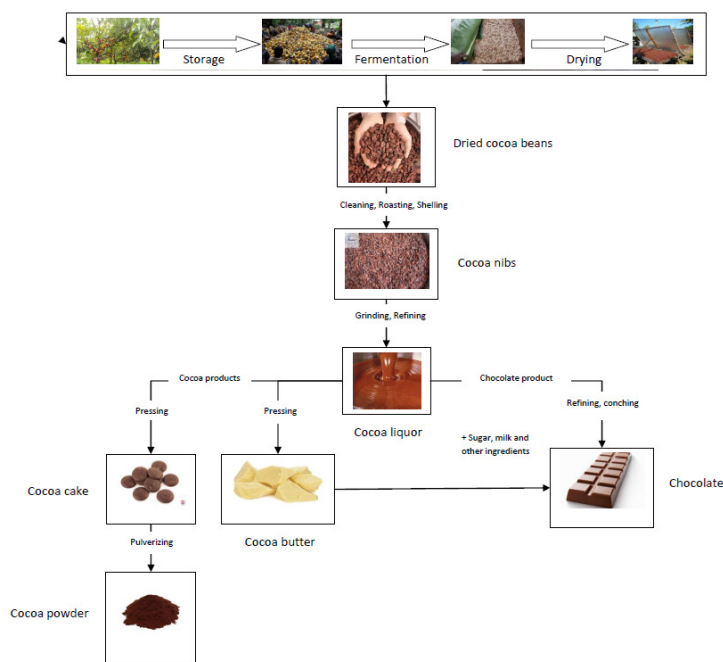 Storage
Fermentation
Drying
Dried cocoa beans
Cleaning, Roasting, Shelling
Cocoa nibs
Grinding, Refining
Cocoa products
Chocolate product
Pressing
Pressing
Refining, conching
Cocoa liquor
+ Sugar, milk and
other ingredients
Cocoa cake
Chocolate
Cocoa butter
Pulverizing
Cocoa powder